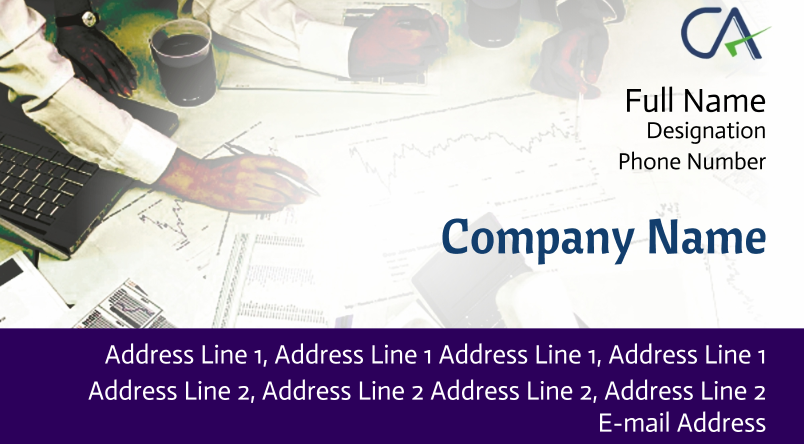 CA
Full Name
Designation
Phone Number
Company Name
Address Line 1, Address Line 1 Address Line 1, Address Line 1
Address Line 2, Address Line 2 Address Line 2, Address Line 2
E-mail Address